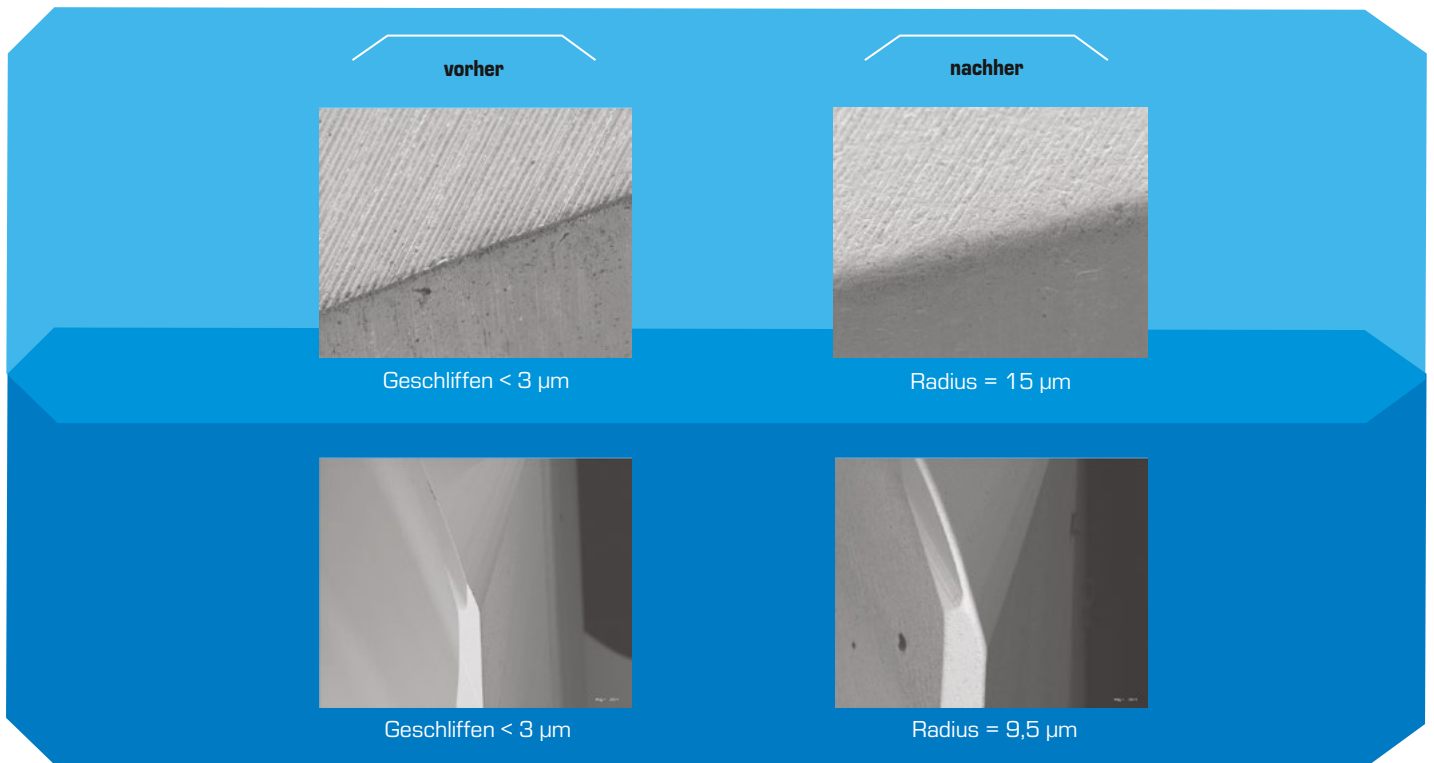 vorher
nachher
Geschliffen < 3 µm
Radius = 15 µm
Geschliffen < 3 µm
Radius = 9,5 µm